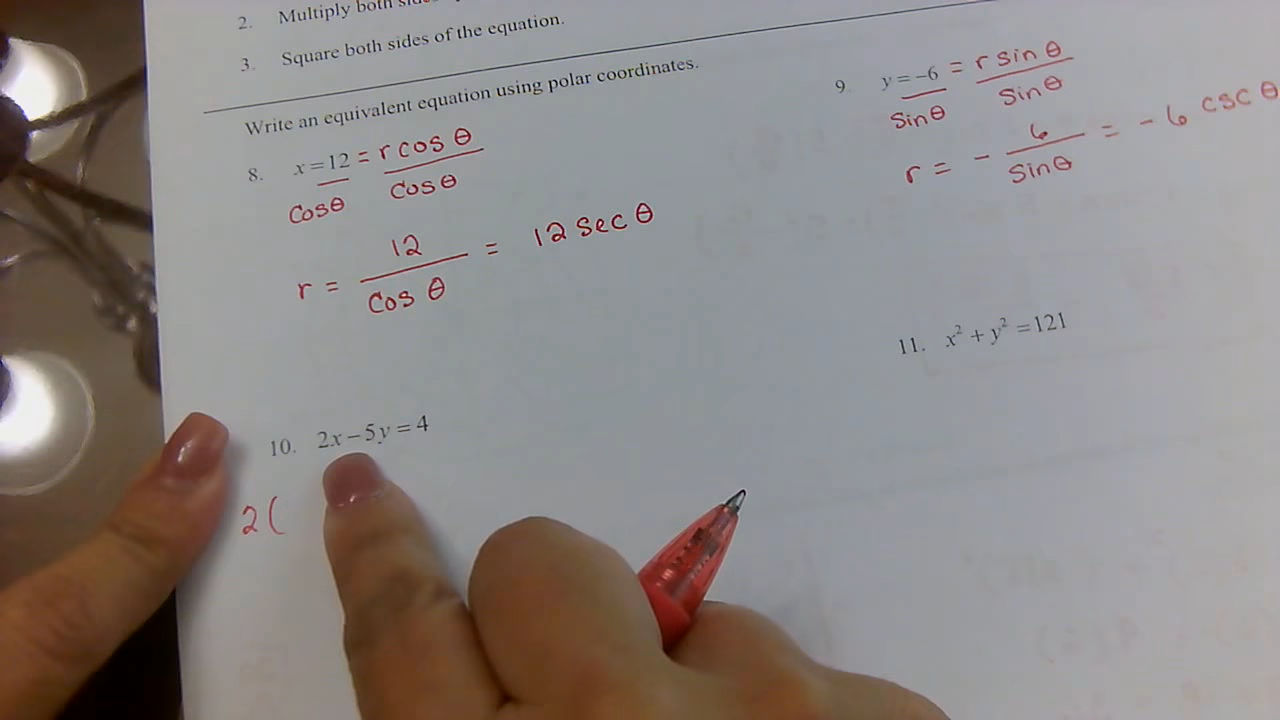 2. Multiply both
3. Square both sides of the equation.
Write an equivalent equation using polar coordinates.
8. x = 12 = r cos θ
cos θ cos θ
r = 12 / cos θ = 12 sec θ
9. y = −6 = r sin θ
sin θ sin θ
r = − 6 / sin θ = − 6 csc θ
10. 2x − 5y = 4
2(
11. x² + y² = 121